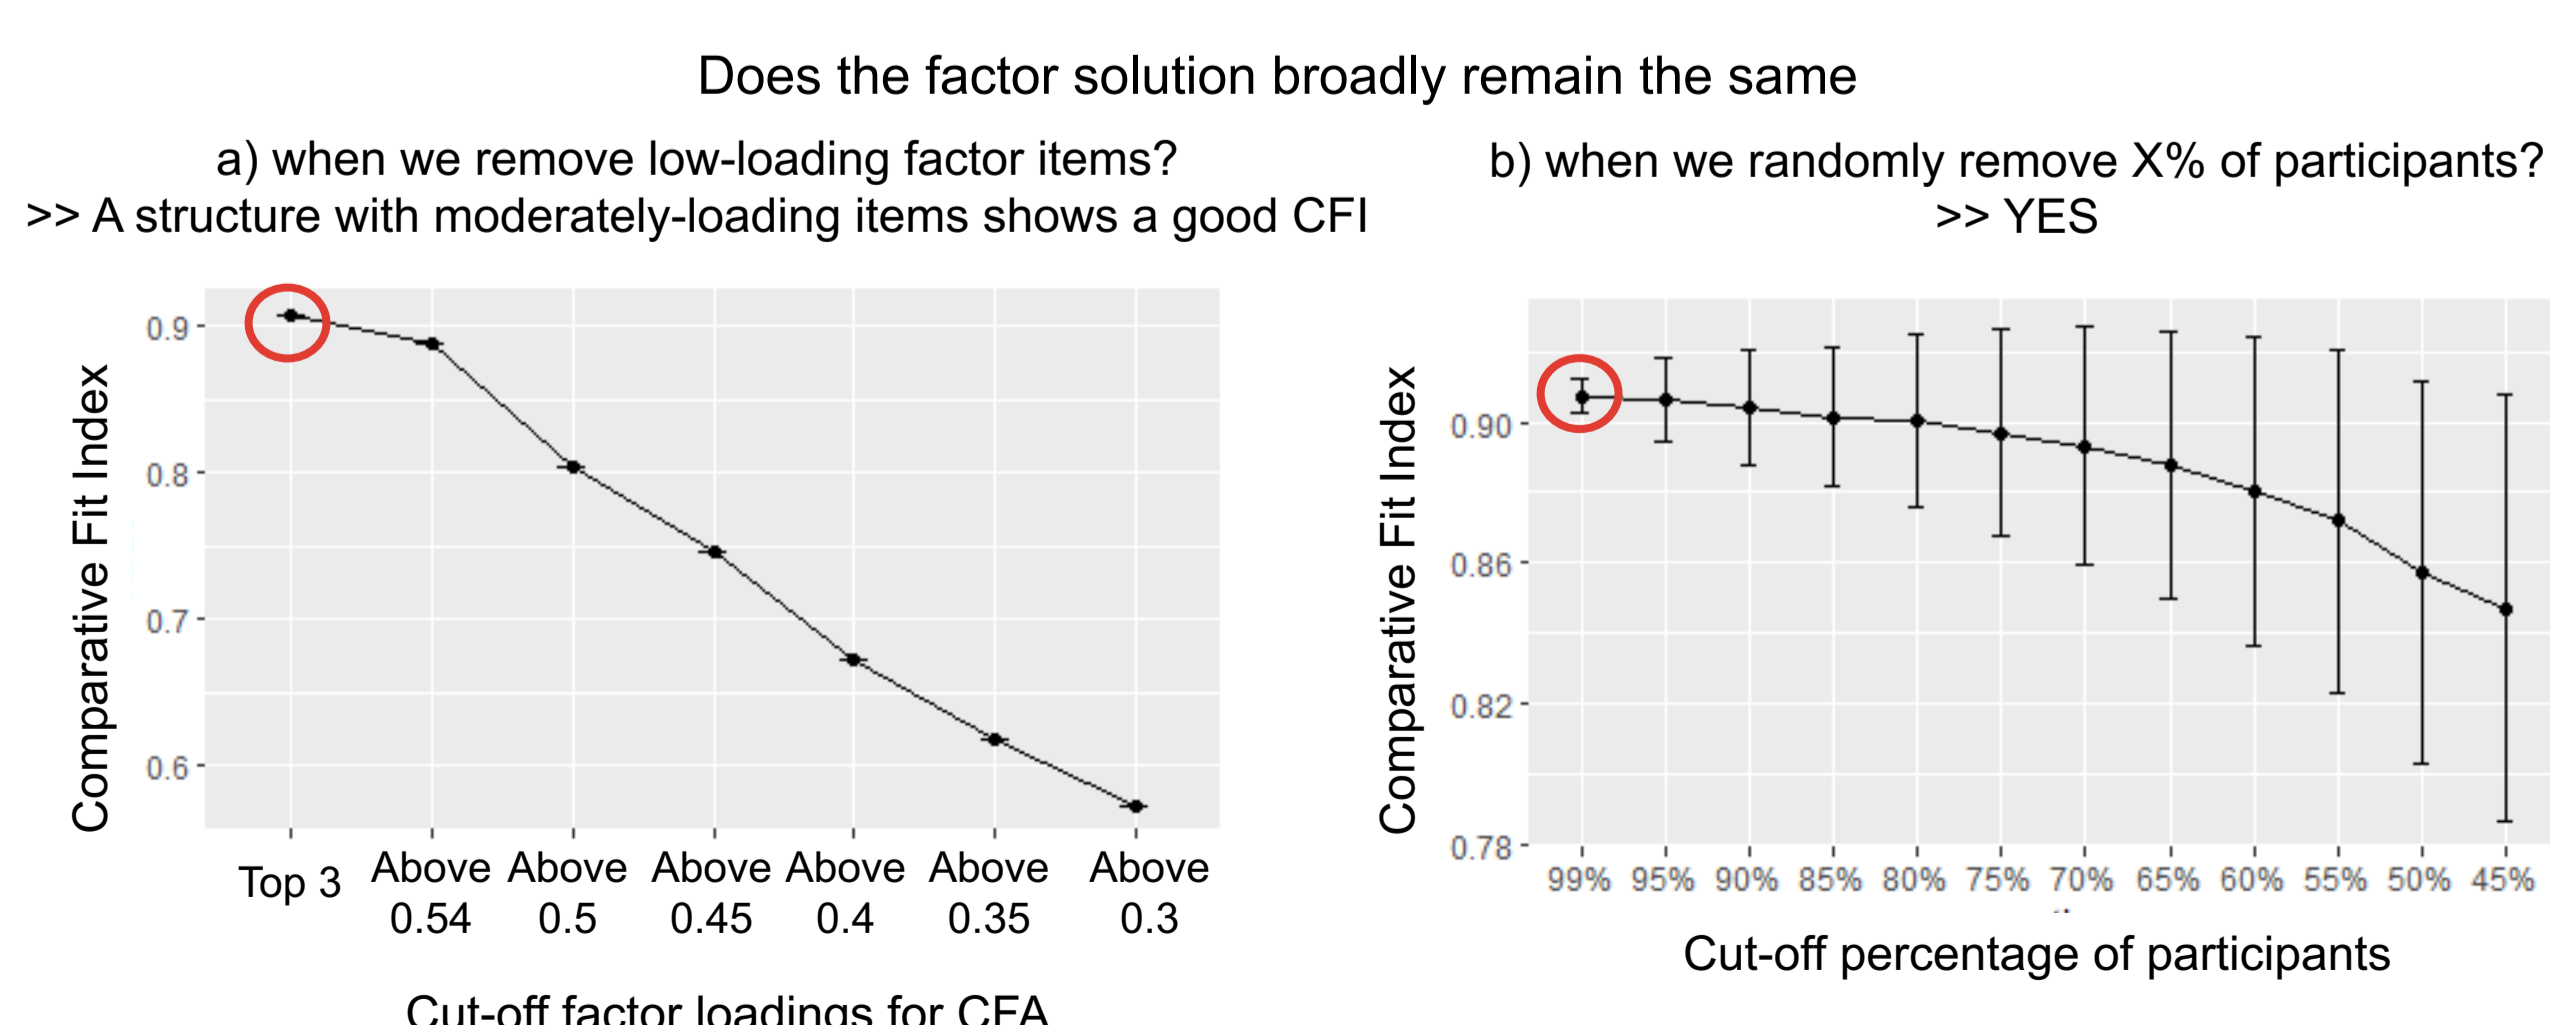 Does the factor solution broadly remain the same
a) when we remove low-loading factor items?
>> A structure with moderately-loading items shows a good CFI
b) when we randomly remove X% of participants?
>> YES
Comparative Fit Index
0.9
0.8
0.7
0.6
Top 3
Above 0.54
Above 0.5
Above 0.45
Above 0.4
Above 0.35
Above 0.3
Cut-off factor loadings for CFA
Comparative Fit Index
0.90
0.86
0.82
0.78
99% 95% 90% 85% 80% 75% 70% 65% 60% 55% 50% 45%
Cut-off percentage of participants